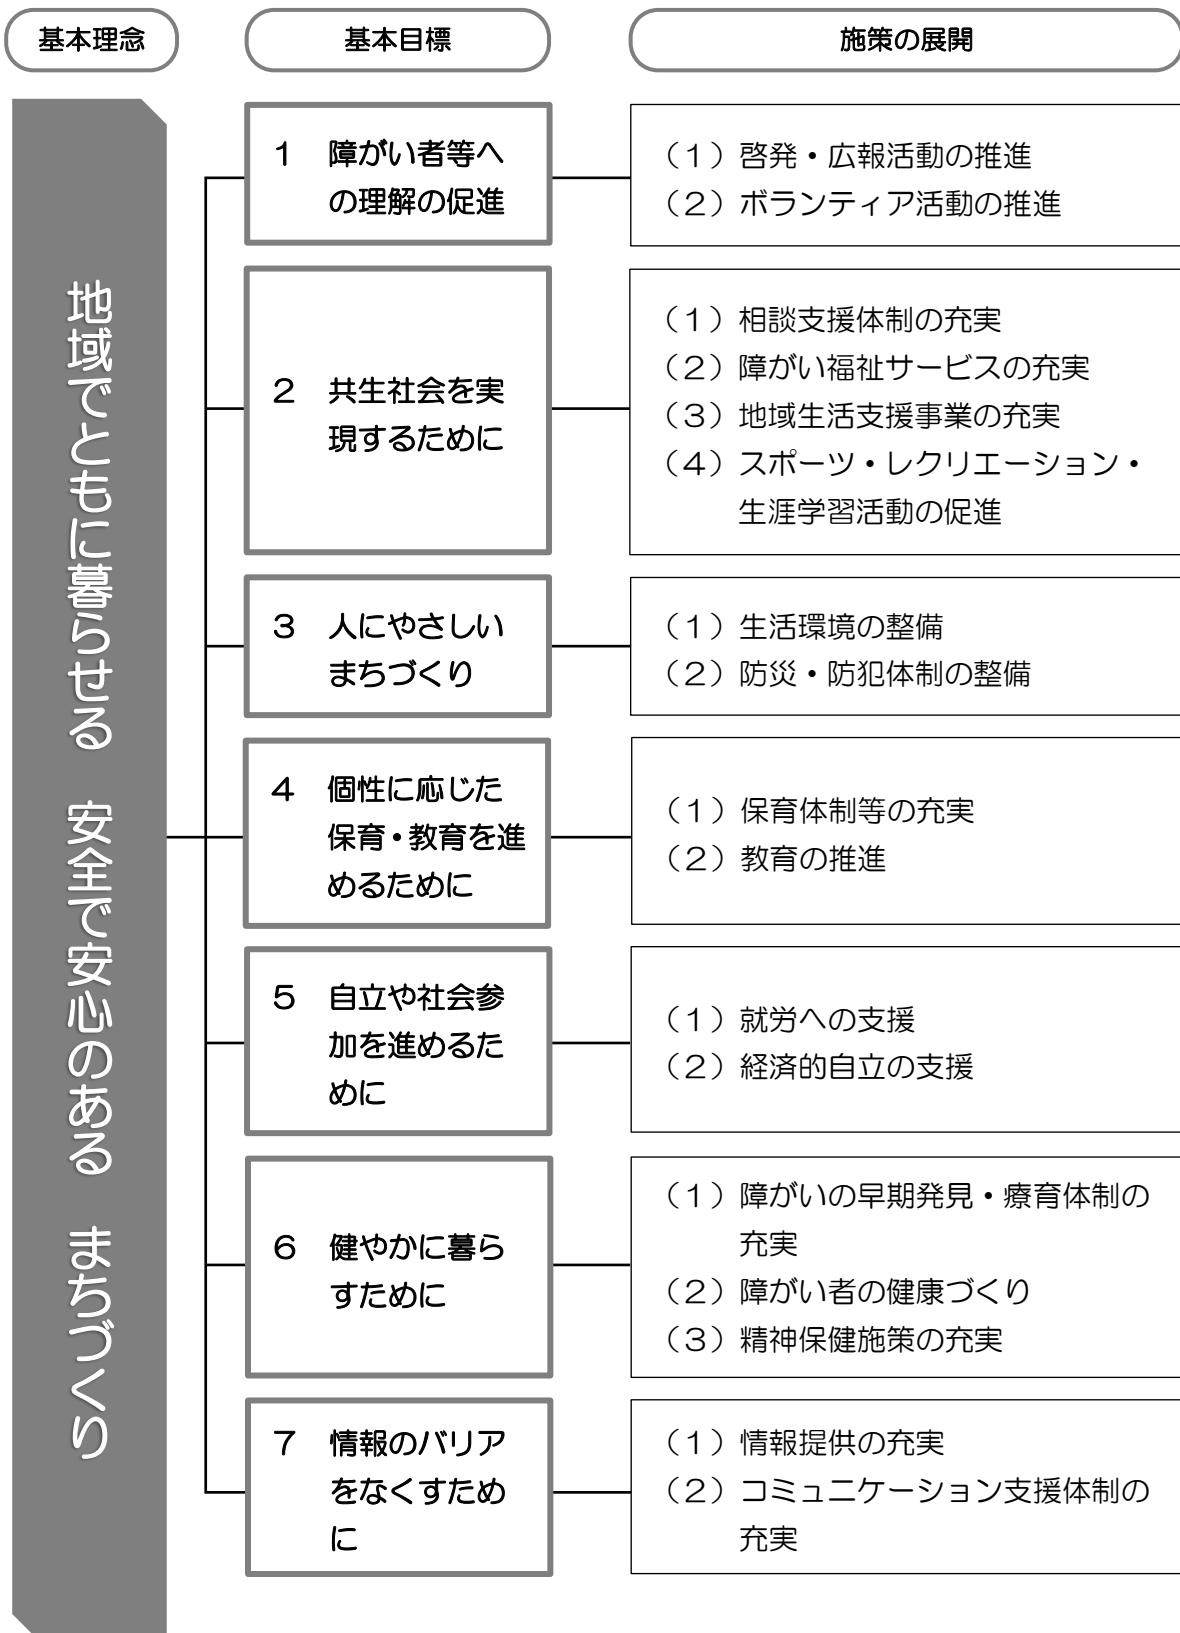 基本理念
基本目標
施策の展開
地域でともに暮らせる　安全で安心のある　まちづくり
１　障がい者等へ
の理解の促進
（１）啓発・広報活動の推進
（２）ボランティア活動の推進
２　共生社会を実
現するために
（１）相談支援体制の充実
（２）障がい福祉サービスの充実
（３）地域生活支援事業の充実
（４）スポーツ・レクリエーション・
生涯学習活動の促進
３　人にやさしい
まちづくり
（１）生活環境の整備
（２）防災・防犯体制の整備
４　個性に応じた
保育・教育を進
めるために
（１）保育体制等の充実
（２）教育の推進
５　自立や社会参
加を進めるた
めに
（１）就労への支援
（２）経済的自立の支援
６　健やかに暮ら
すために
（１）障がいの早期発見・療育体制の
充実
（２）障がい者の健康づくり
（３）精神保健施策の充実
７　情報のバリア
をなくすため
に
（１）情報提供の充実
（２）コミュニケーション支援体制の
充実